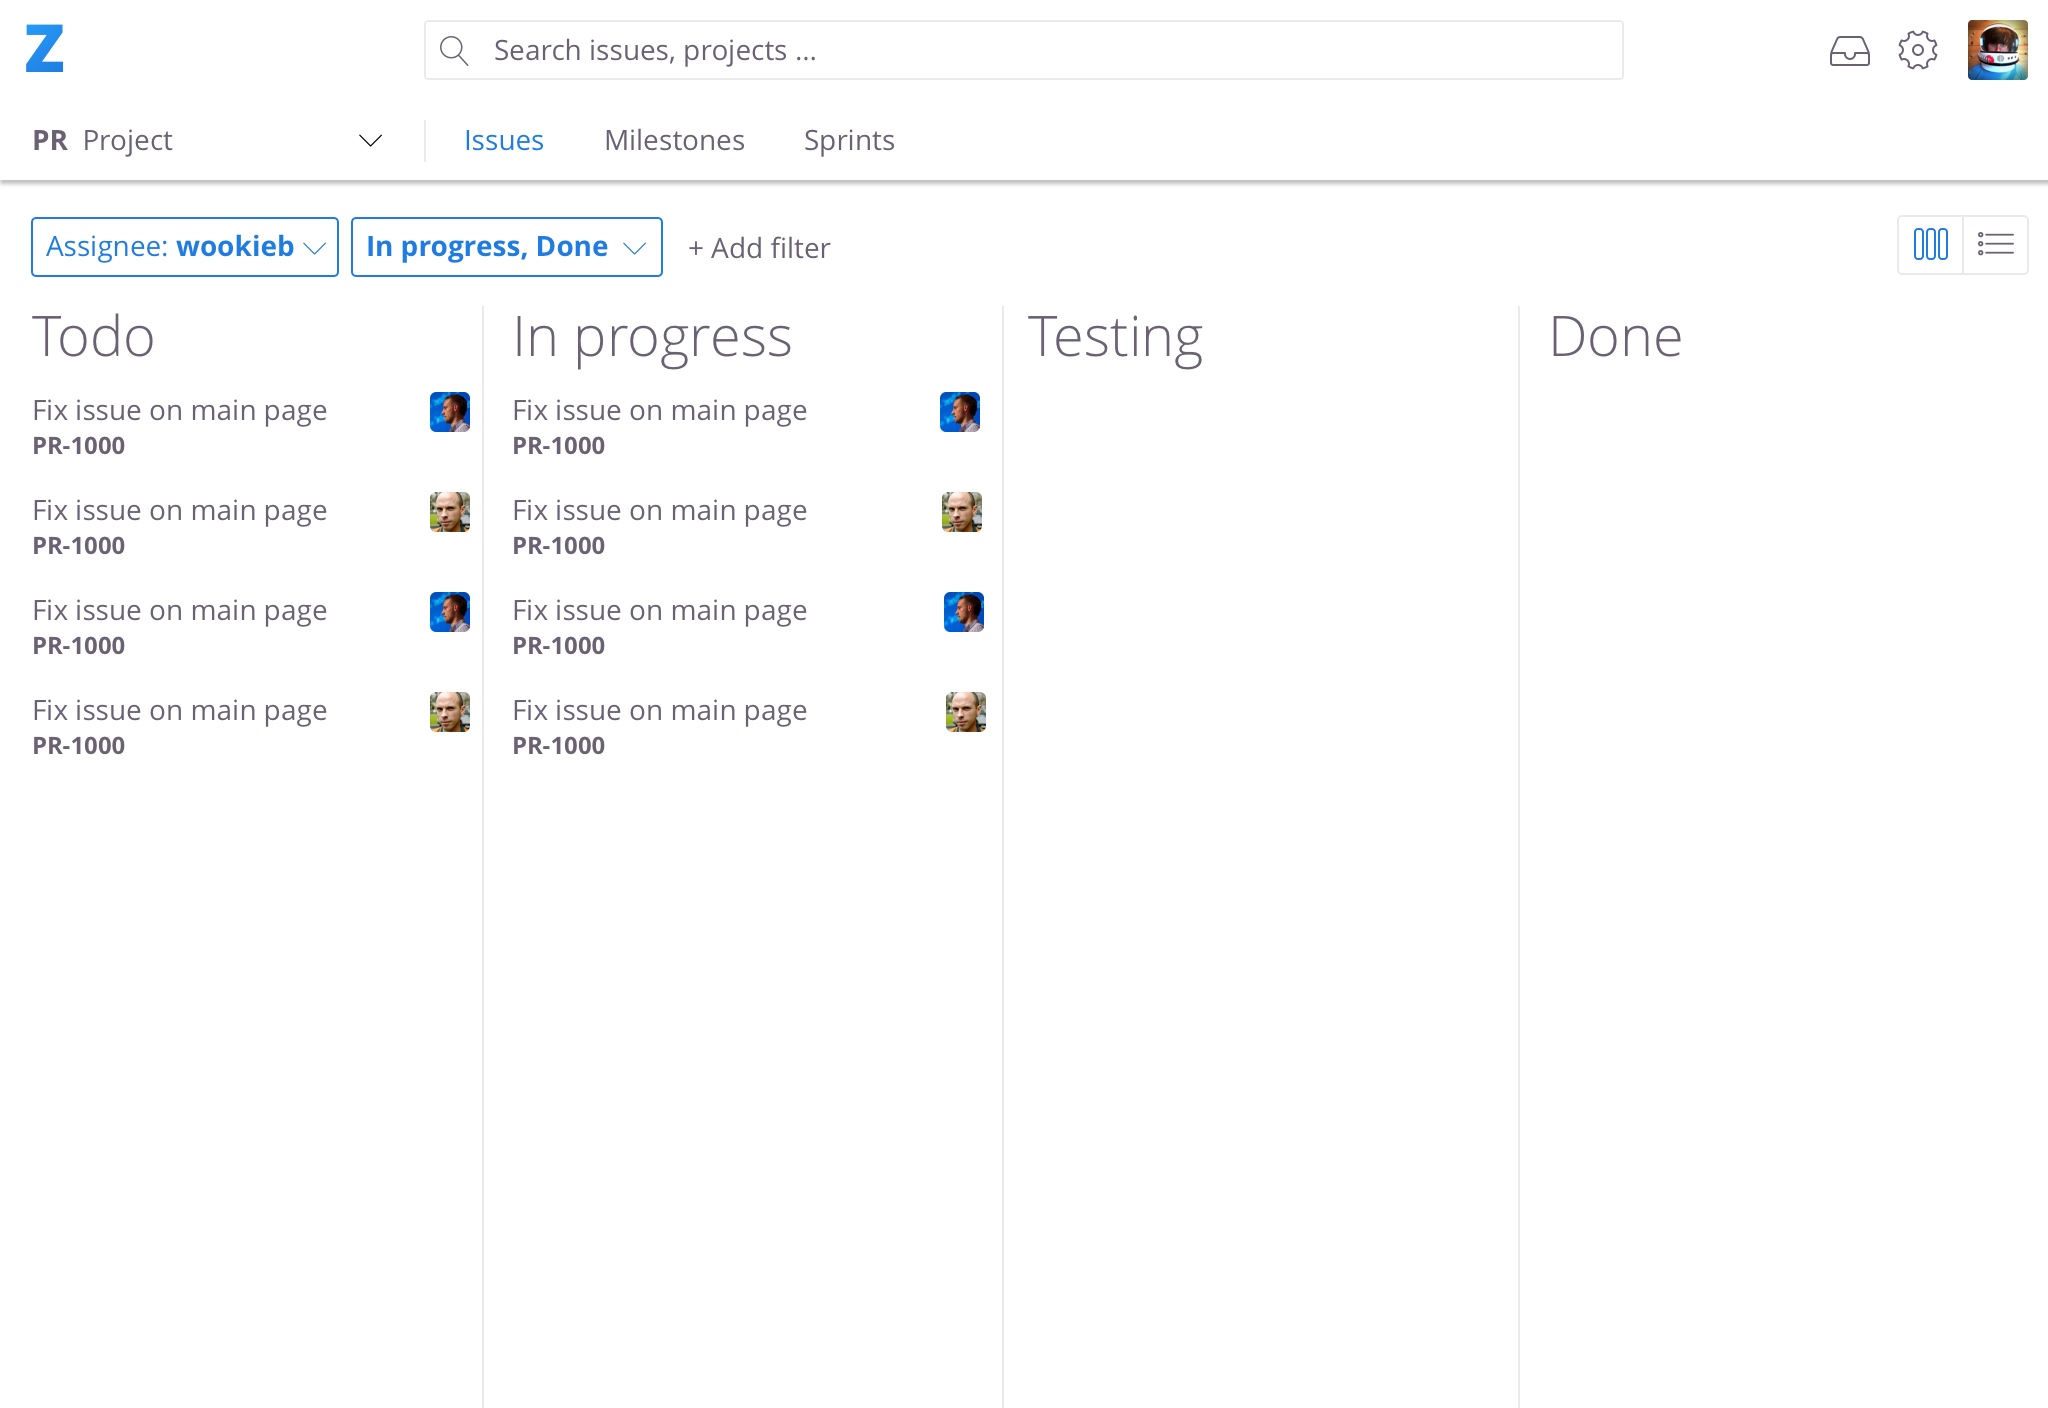 Z
Search issues, projects ...
PR Project
Issues Milestones Sprints
Assignee: wookieb
In progress, Done
+ Add filter
Todo
Fix issue on main page
PR-1000
Fix issue on main page
PR-1000
Fix issue on main page
PR-1000
Fix issue on main page
PR-1000
In progress
Fix issue on main page
PR-1000
Fix issue on main page
PR-1000
Fix issue on main page
PR-1000
Fix issue on main page
PR-1000
Testing
Done